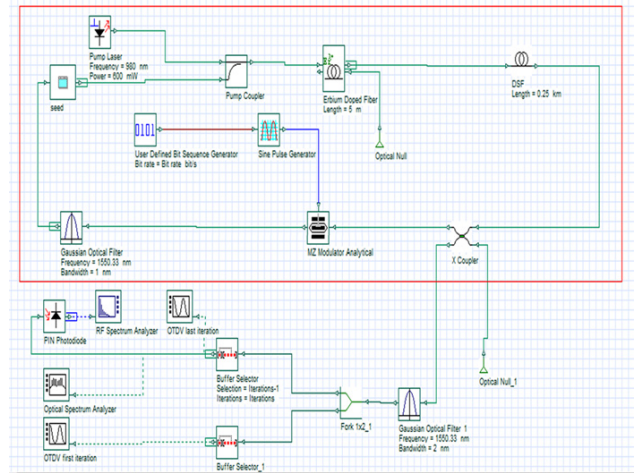 Pump Laser
Frequency = 980 nm
Power = 600 mW
seed
Pump Coupler
Erbium Doped Fiber
Length = 5 m
DSF
Length = 0.25 km
Optical Null
0101
User Defined Bit Sequence Generator
Bit rate = Bit rate bit/s
Sine Pulse Generator
Gaussian Optical Filter
Frequency = 1550.33 nm
Bandwidth = 1 nm
MZ Modulator Analytical
X Coupler
PIN Photodiode
RF Spectrum Analyzer
OTDV last iteration
Buffer Selector
Selection = Iterations-1
Iterations = Iterations
Optical Null_1
Optical Spectrum Analyzer
Fork 1x2_1
Gaussian Optical Filter 1
Frequency = 1550.33 nm
Bandwidth = 2 nm
OTDV first iteration
Buffer Selector_1